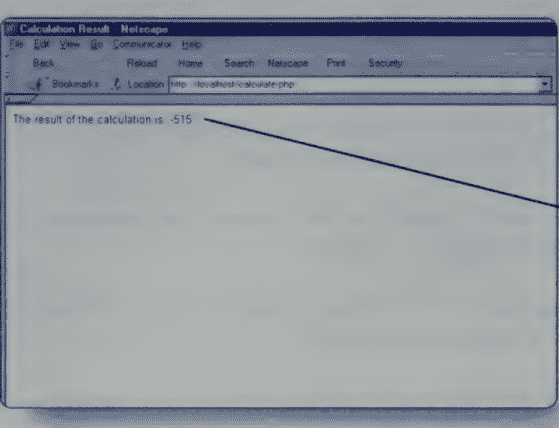 Calculation Result Netscape
File Edit View Go Communicator Help
Back Reload Home Search Netscape Print Security
Bookmarks Location http //localhost/calculate.php
The result of the calculation is -515